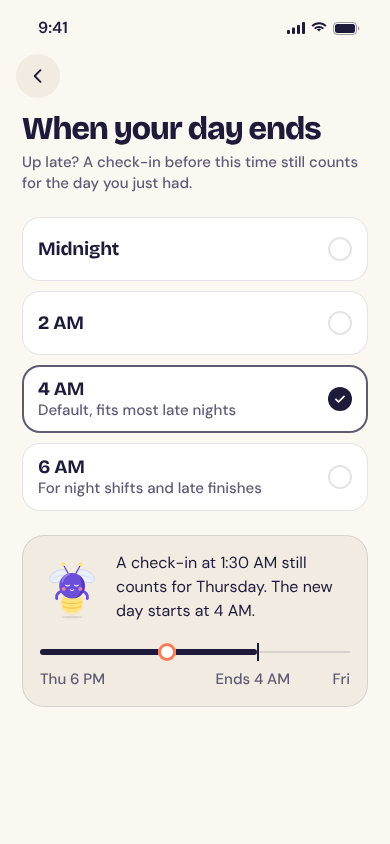 9:41
When your day ends
Up late? A check-in before this time still counts
for the day you just had.
Midnight
2 AM
4 AM
Default, fits most late nights
6 AM
For night shifts and late finishes
A check-in at 1:30 AM still
counts for Thursday. The new
day starts at 4 AM.
Thu 6 PM
Ends 4 AM
Fri